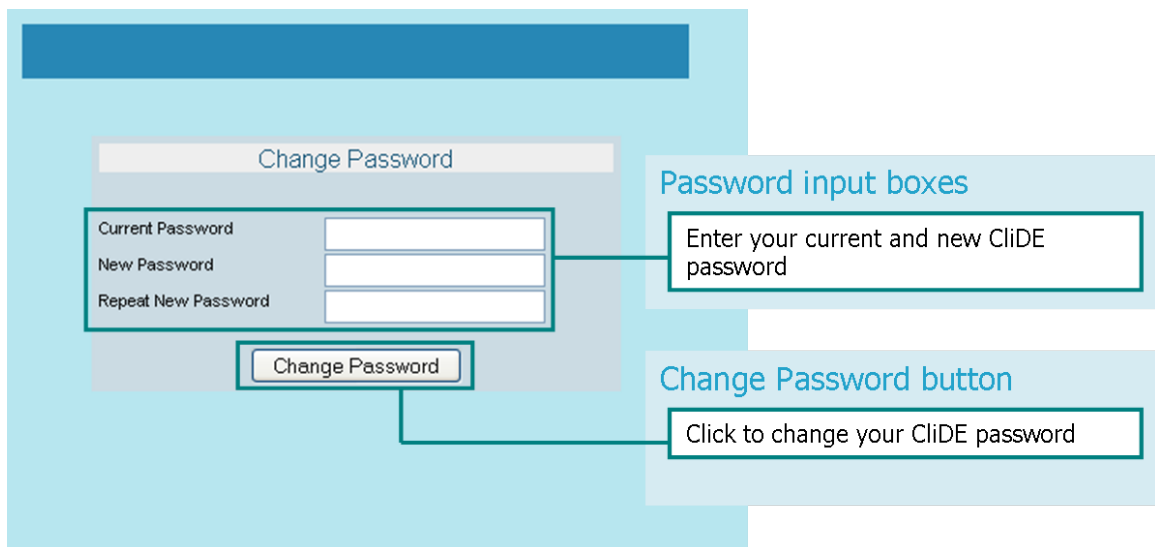 Change Password
Current Password
New Password
Repeat New Password
Change Password
Password input boxes
Enter your current and new CliDE
password
Change Password button
Click to change your CliDE password